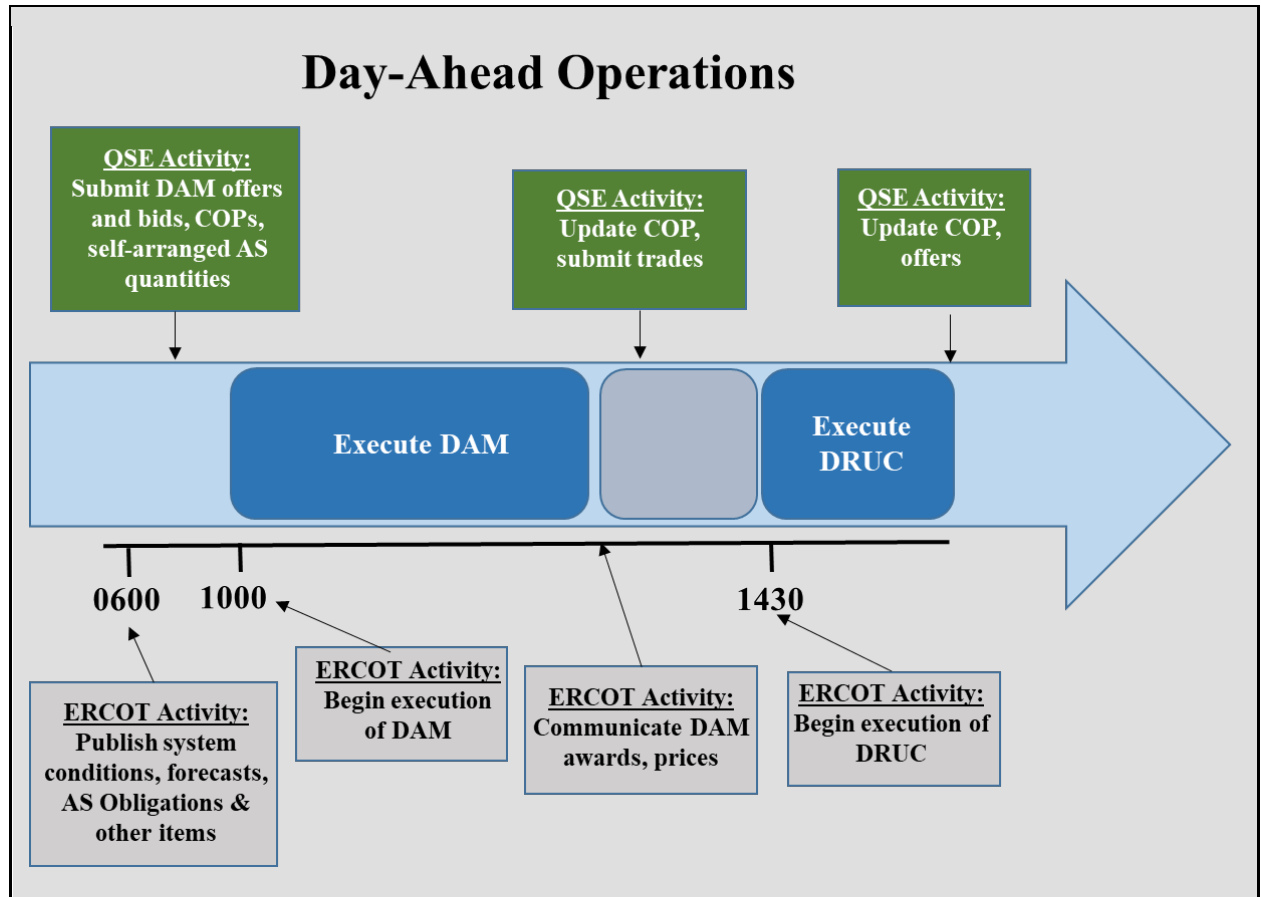 Day-Ahead Operations
QSE Activity:
Submit DAM offers
and bids, COPs,
self-arranged AS
quantities
QSE Activity:
Update COP,
submit trades
QSE Activity:
Update COP,
offers
Execute DAM
Execute
DRUC
0600
1000
1430
ERCOT Activity:
Publish system
conditions, forecasts,
AS Obligations &
other items
ERCOT Activity:
Begin execution
of DAM
ERCOT Activity:
Communicate DAM
awards, prices
ERCOT Activity:
Begin execution of
DRUC